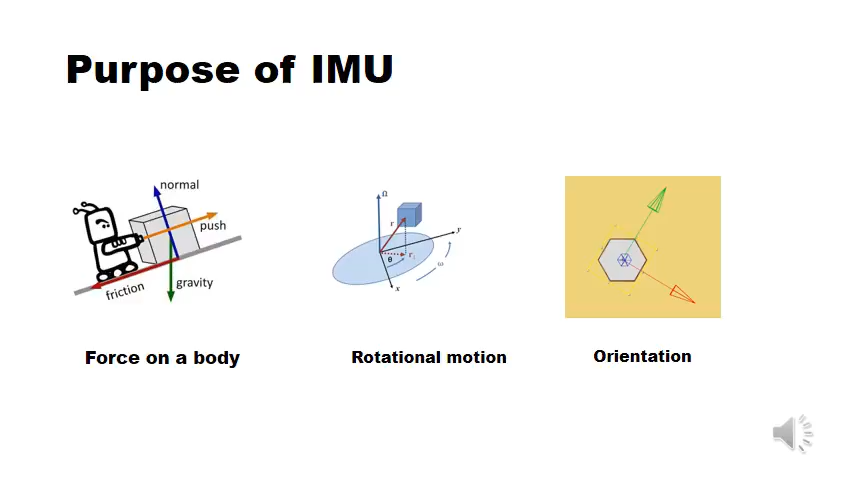 Purpose of IMU
normal
push
gravity
friction
Ω
r
y
θ
r
ω
x
Force on a body
Rotational motion
Orientation